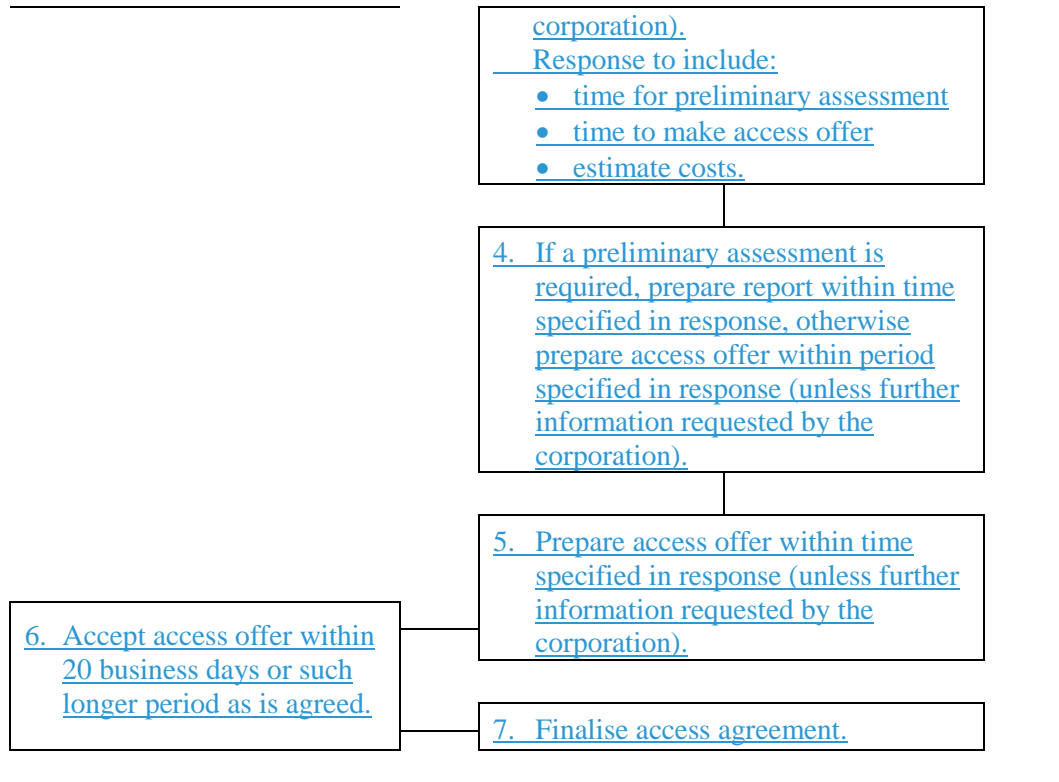 corporation).
Response to include:
• time for preliminary assessment
• time to make access offer
• estimate costs.
4. If a preliminary assessment is
required, prepare report within time
specified in response, otherwise
prepare access offer within period
specified in response (unless further
information requested by the
corporation).
5. Prepare access offer within time
specified in response (unless further
information requested by the
corporation).
6. Accept access offer within
20 business days or such
longer period as is agreed.
7. Finalise access agreement.